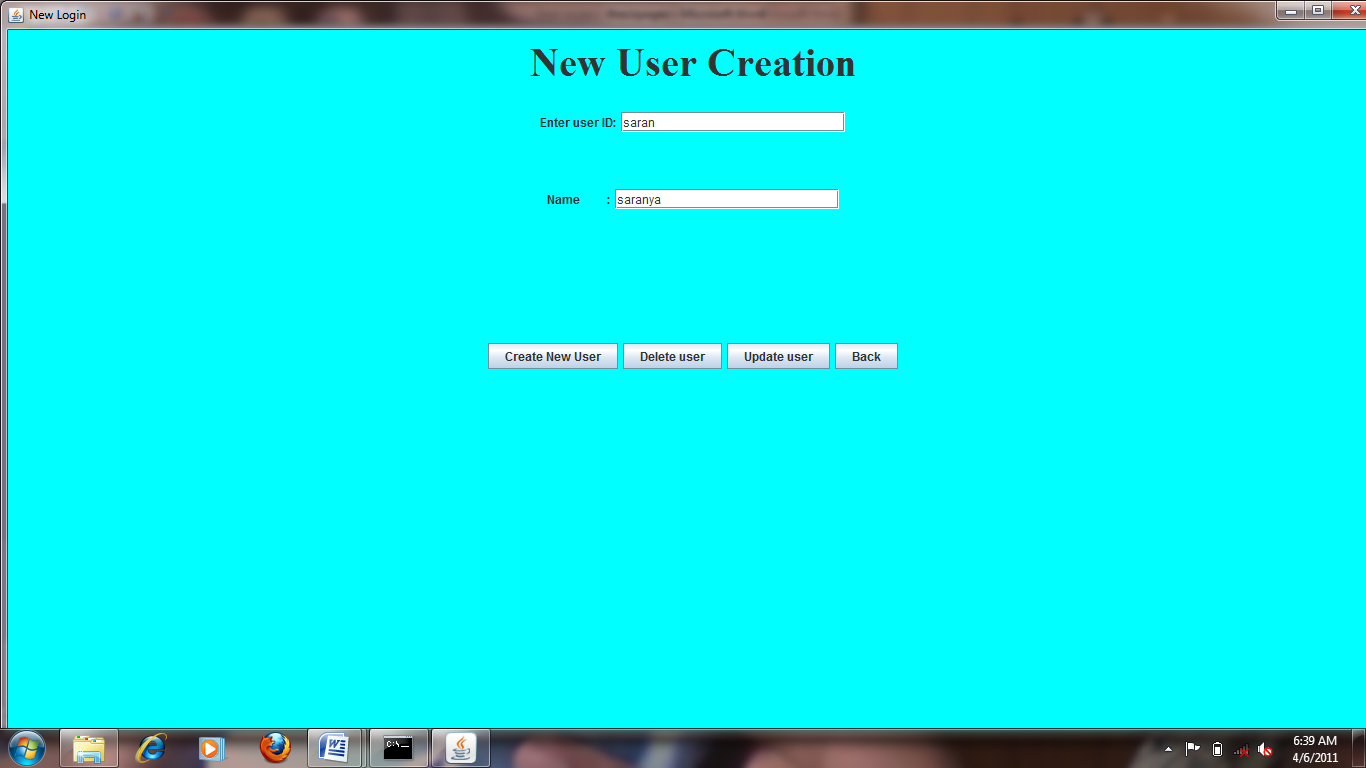 New Login
New User Creation
Enter user ID: saran
Name : saranya
Create New User Delete user Update user Back
C:\_
6:39 AM
4/6/2011